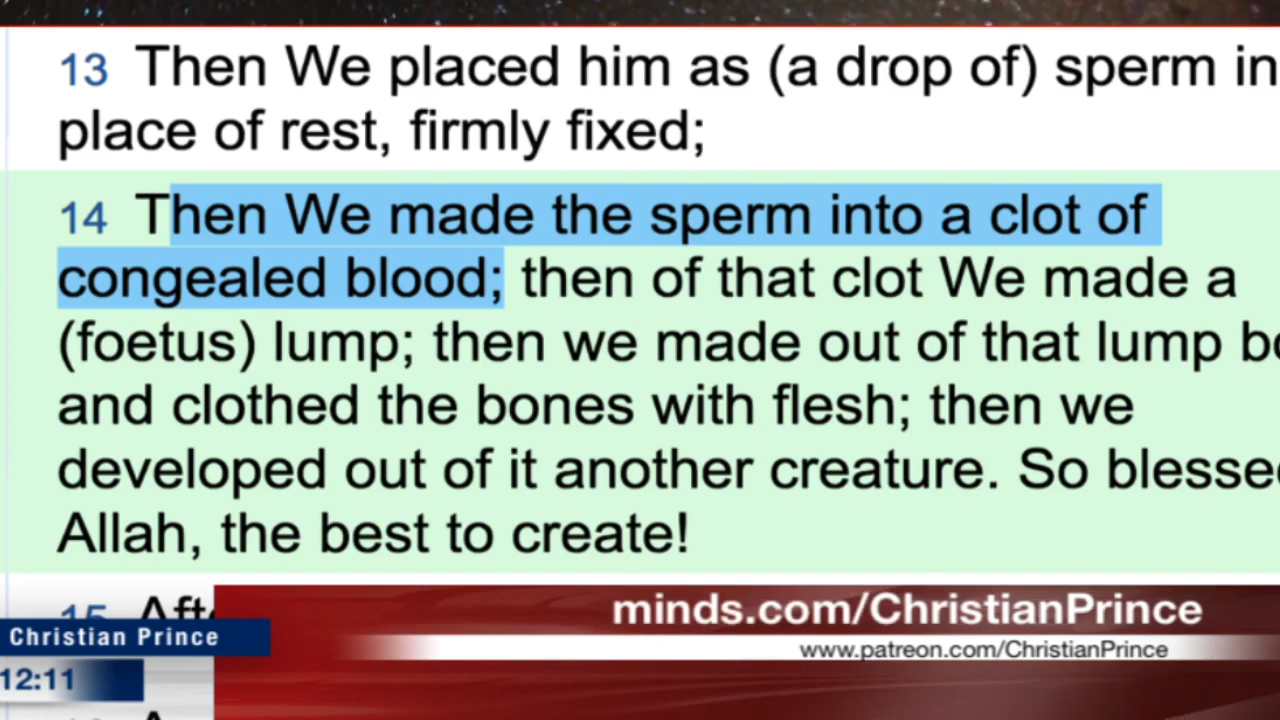 13 Then We placed him as (a drop of) sperm in
place of rest, firmly fixed;
14 Then We made the sperm into a clot of
congealed blood; then of that clot We made a
(foetus) lump; then we made out of that lump
and clothed the bones with flesh; then we
developed out of it another creature. So
Allah, the best to create!
15
minds.com/ChristianPrince
Christian Prince
www.patreon.com/ChristianPrince
12:11